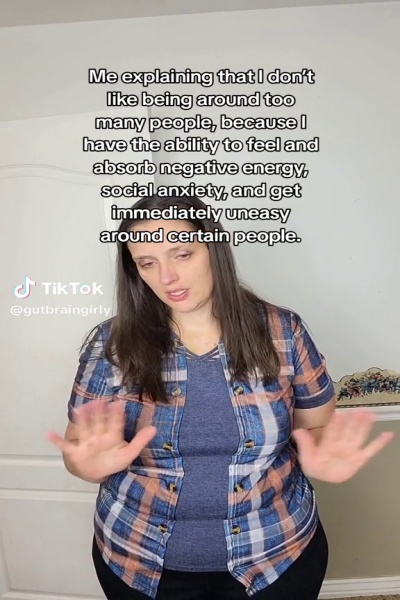 Me explaining that I don't
like being around too
many people, because I
have the ability to feel and
absorb negative energy,
social anxiety, and get
immediately uneasy
around certain people.
TikTok
@gutbraingirly